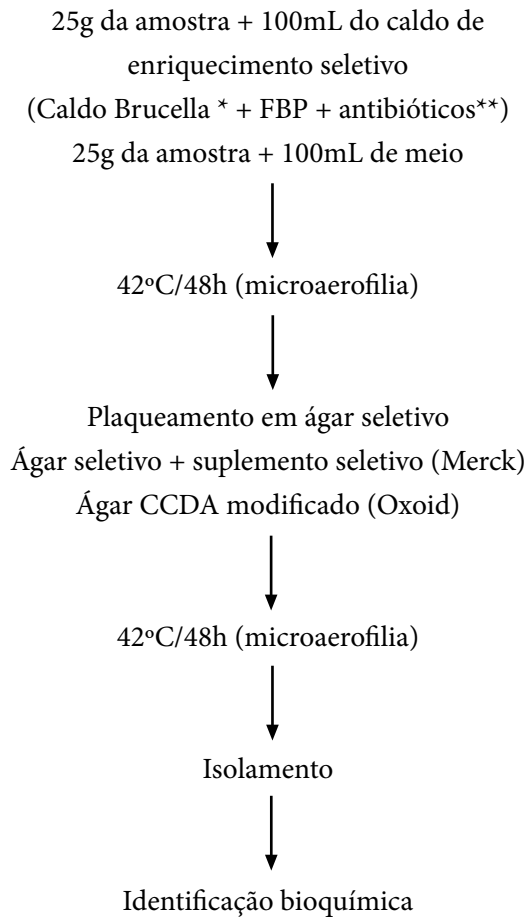 25g da amostra + 100mL do caldo de
enriquecimento seletivo
(Caldo Brucella * + FBP + antibióticos**)
25g da amostra + 100mL de meio
42ºC/48h (microaerofilia)
Plaqueamento em ágar seletivo
Ágar seletivo + suplemento seletivo (Merck)
Ágar CCDA modificado (Oxoid)
42ºC/48h (microaerofilia)
Isolamento
Identificação bioquímica